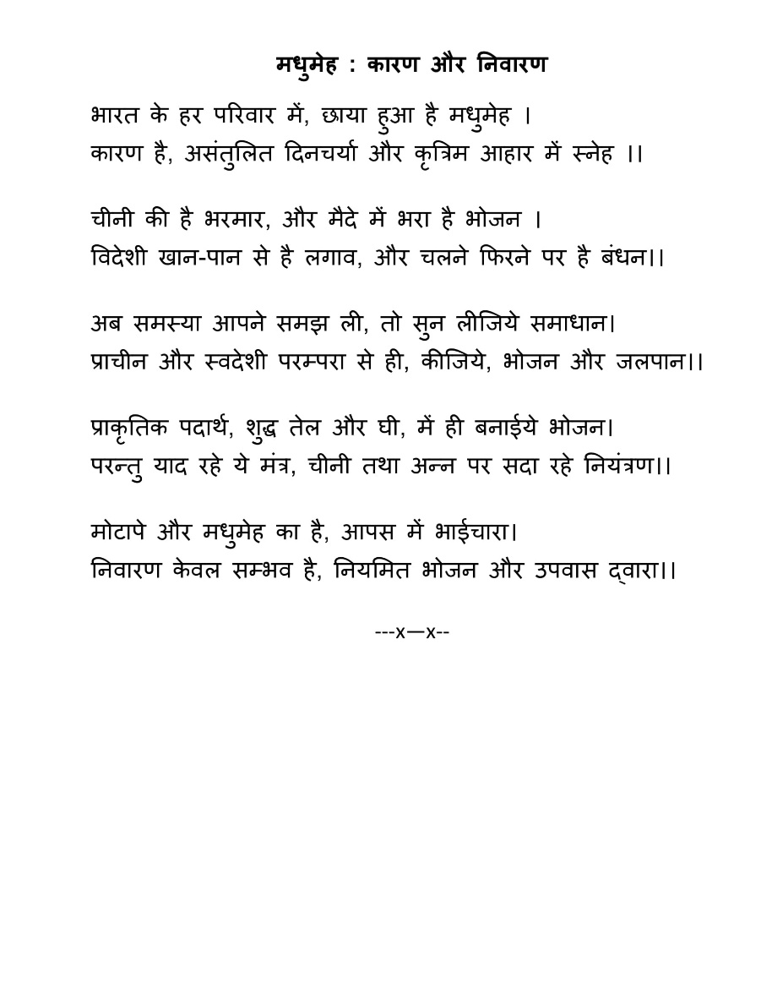 मधुमेह : कारण और निवारण
भारत के हर परिवार में, छाया हुआ है मधुमेह ।
कारण है, असंतुलित दिनचर्या और कृत्रिम आहार में स्नेह ।।
चीनी की है भरमार, और मैदे में भरा है भोजन ।
विदेशी खान-पान से है लगाव, और चलने फिरने पर है बंधन।।
अब समस्या आपने समझ ली, तो सुन लीजिये समाधान।
प्राचीन और स्वदेशी परम्परा से ही, कीजिये, भोजन और जलपान।।
प्राकृतिक पदार्थ, शुद्ध तेल और घी, में ही बनाईये भोजन।
परन्तु याद रहे ये मंत्र, चीनी तथा अन्न पर सदा रहे नियंत्रण।।
मोटापे और मधुमेह का है, आपस में भाईचारा।
निवारण केवल सम्भव है, नियमित भोजन और उपवास द्वारा।।
---x—x--